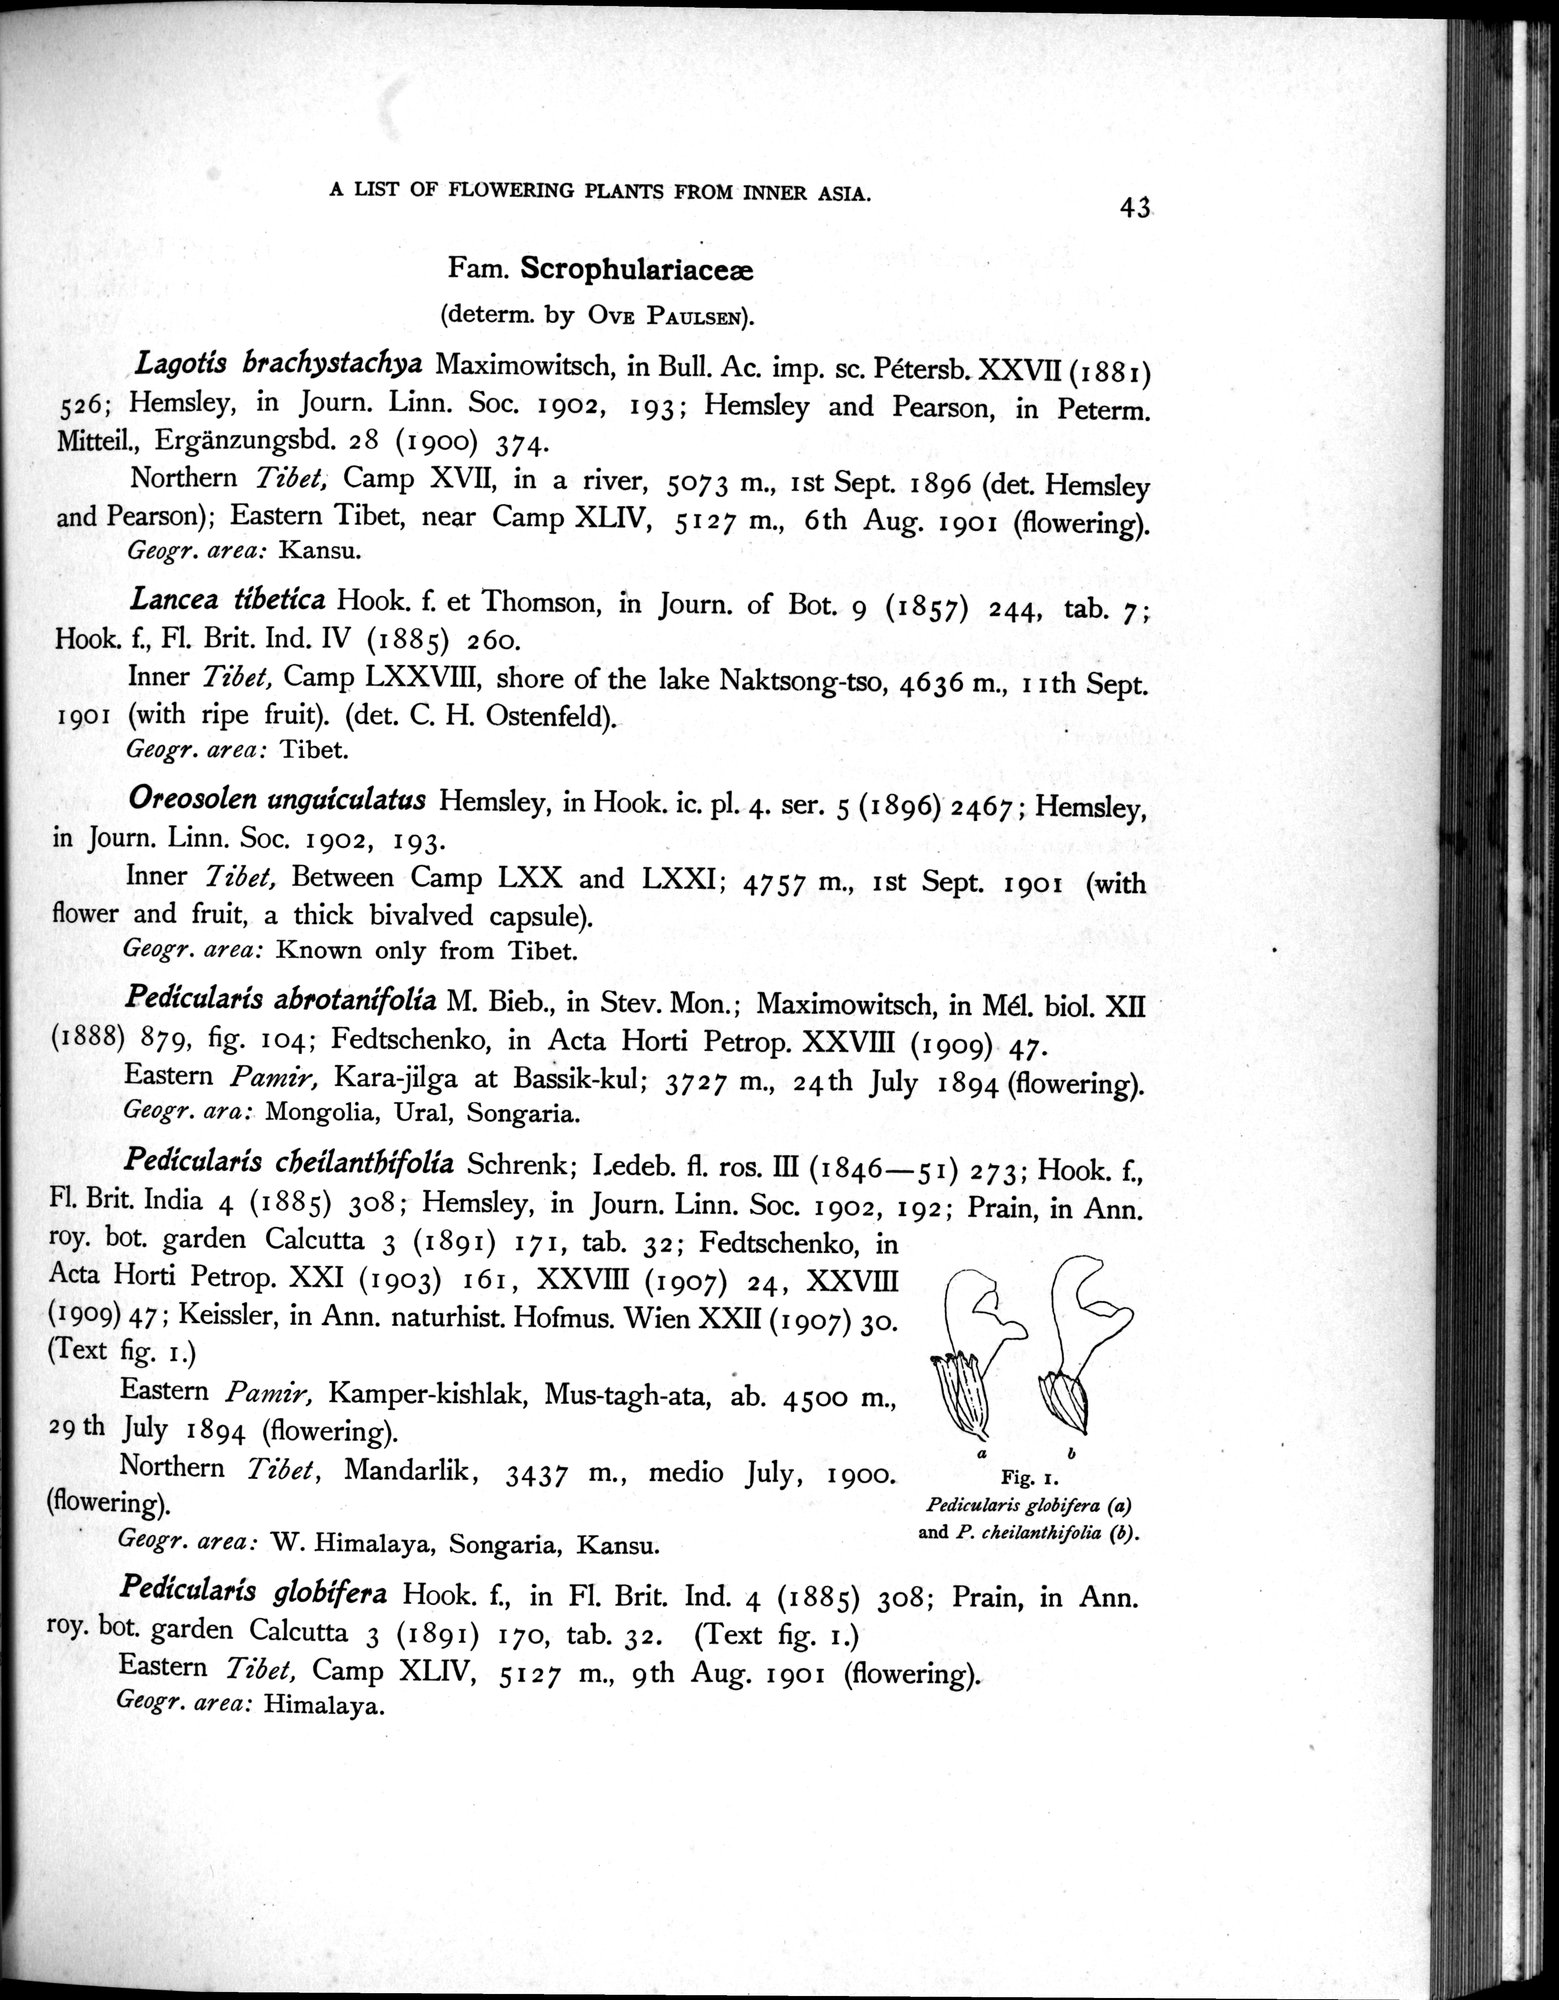 A LIST OF FLOWERING PLANTS FROM INNER ASIA.
43
Fam. Scrophulariaceæ
(determ. by OVE PAULSEN).
Lagotis brachystachya Maximowitsch, in Bull. Ac. imp. sc. Pétersb. XXVII (1881)
526; Hemsley, in Journ. Linn. Soc. 1902, 193; Hemsley and Pearson, in Peterm.
Mitteil., Ergänzungsbd. 28 (1900) 374.
Northern Tibet, Camp XVII, in a river, 5073 m., 1st Sept. 1896 (det. Hemsley
and Pearson); Eastern Tibet, near Camp XLIV, 5127 m., 6th Aug. 1901 (flowering).
Geogr. area: Kansu.
Lancea tibetica Hook. f. et Thomson, in Journ. of Bot. 9 (1857) 244, tab. 7;
Hook. f., Fl. Brit. Ind. IV (1885) 260.
Inner Tibet, Camp LXXVIII, shore of the lake Naktsong-tso, 4636 m., 11th Sept.
1901 (with ripe fruit). (det. C. H. Ostenfeld).
Geogr. area: Tibet.
Oreosolen unguiculatus Hemsley, in Hook. ic. pl. 4. ser. 5 (1896) 2467; Hemsley,
in Journ. Linn. Soc. 1902, 193.
Inner Tibet, Between Camp LXX and LXXI; 4757 m., 1st Sept. 1901 (with
flower and fruit, a thick bivalved capsule).
Geogr. area: Known only from Tibet.
Pedicularis abrotanifolia M. Bieb., in Stev. Mon.; Maximowitsch, in Mél. biol. XII
(1888) 879, fig. 104; Fedtschenko, in Acta Horti Petrop. XXVIII (1909) 47.
Eastern Pamir, Kara-jilga at Bassik-kul; 3727 m., 24th July 1894 (flowering).
Geogr. ara: Mongolia, Ural, Songaria.
Pedicularis cheilanthifolia Schrenk; Ledeb. fl. ros. III (1846—51) 273; Hook. f.,
Fl. Brit. India 4 (1885) 308; Hemsley, in Journ. Linn. Soc. 1902, 192; Prain, in Ann.
roy. bot. garden Calcutta 3 (1891) 171, tab. 32; Fedtschenko, in
Acta Horti Petrop. XXI (1903) 161, XXVIII (1907) 24, XXVIII
(1909) 47; Keissler, in Ann. naturhist. Hofmus. Wien XXII (1907) 30.
(Text fig. 1.)
Eastern Pamir, Kamper-kishlak, Mus-tagh-ata, ab. 4500 m.,
29th July 1894 (flowering).
Northern Tibet, Mandarlik, 3437 m., medio July, 1900.
(flowering).
Geogr. area: W. Himalaya, Songaria, Kansu.
a b
Fig. 1.
Pedicularis globifera (a)
and P. cheilanthifolia (b).
Pedicularis globifera Hook. f., in Fl. Brit. Ind. 4 (1885) 308; Prain, in Ann.
roy. bot. garden Calcutta 3 (1891) 170, tab. 32. (Text fig. 1.)
Eastern Tibet, Camp XLIV, 5127 m., 9th Aug. 1901 (flowering).
Geogr. area: Himalaya.